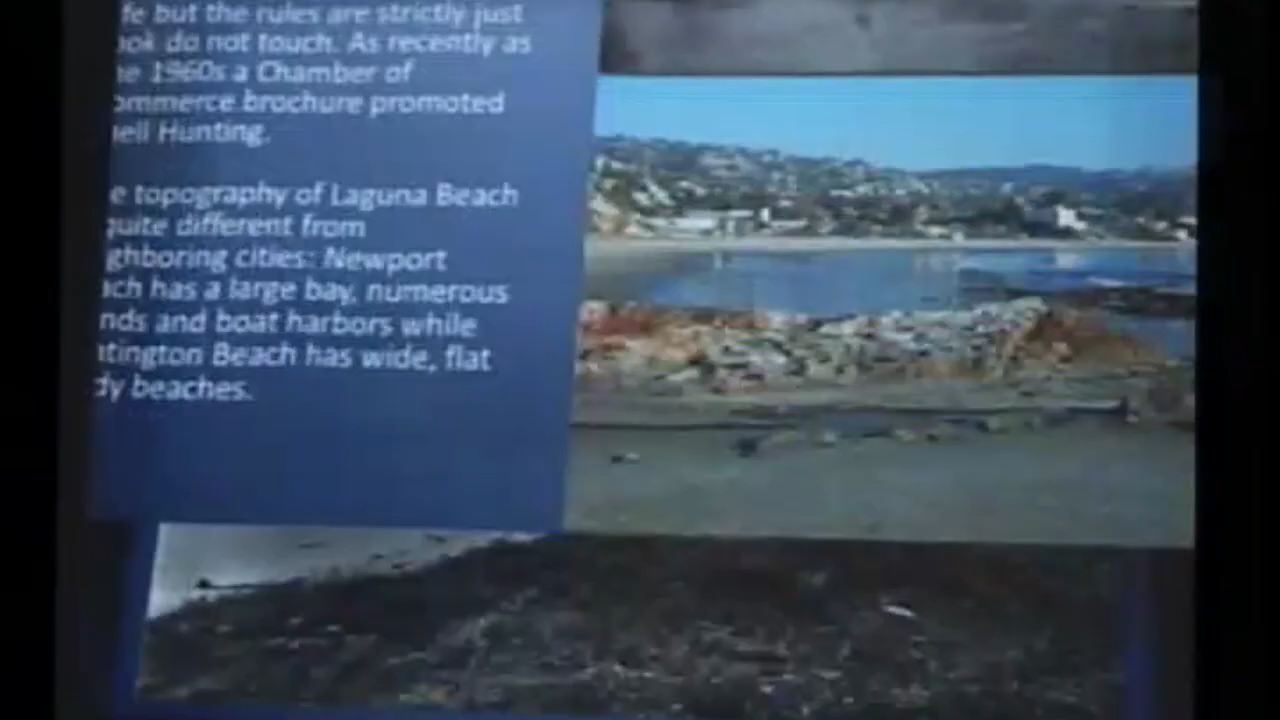 fe but the rules are strictly just
ok do not touch. As recently as
e 1960s a Chamber of
ommerce brochure promoted
ell Hunting.
e topography of Laguna Beach
quite different from
ghboring cities: Newport
ach has a large bay, numerous
nds and boat harbors while
tington Beach has wide, flat
dy beaches.